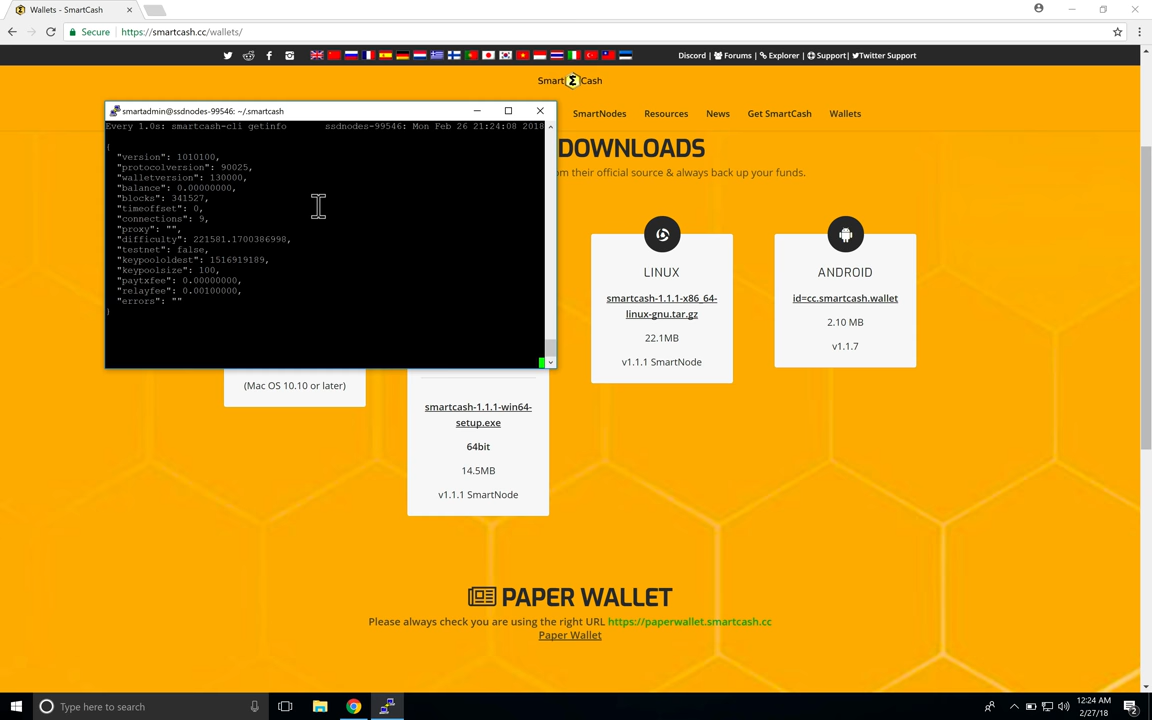 Wallets - SmartCash
Secure
https://smartcash.cc/wallets/
Discord | Forums | Explorer | Support | Twitter Support
Smart Cash
SmartNodes Resources News Get SmartCash Wallets
smartadmin@ssdnodes-99546: ~/.smartcash
Every 1.0s: smartcash-cli getinfo ssdnodes-99546: Mon Feb 26 21:24:08 2018
{
"version": 1010100,
"protocolversion": 90025,
"walletversion": 130000,
"balance": 0.00000000,
"blocks": 341527,
"timeoffset": 0,
"connections": 9,
"proxy": "",
"difficulty": 221581.1700386998,
"testnet": false,
"keypoololdest": 1516919189,
"keypoolsize": 100,
"paytxfee": 0.00000000,
"relayfee": 0.00100000,
"errors": ""
}
DOWNLOADS
om their official source & always back up your funds.
(Mac OS 10.10 or later)
smartcash-1.1.1-win64-
setup.exe
64bit
14.5MB
v1.1.1 SmartNode
LINUX
smartcash-1.1.1-x86_64-
linux-gnu.tar.gz
22.1MB
v1.1.1 SmartNode
ANDROID
id=cc.smartcash.wallet
2.10 MB
v1.1.7
PAPER WALLET
Please always check you are using the right URL https://paperwallet.smartcash.cc
Paper Wallet
Type here to search
12:24 AM
2/27/18
2